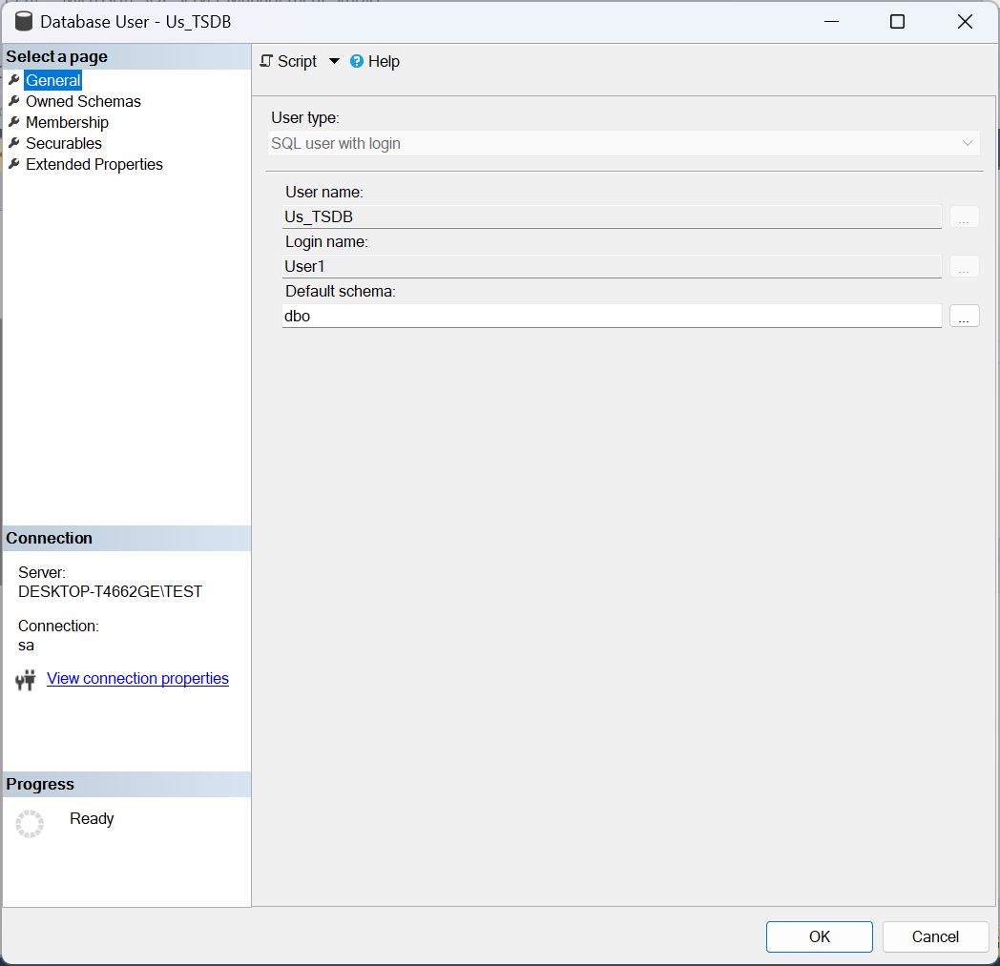 Database User - Us_TSDB
Select a page
General
Owned Schemas
Membership
Securables
Extended Properties
Script
Help
User type:
SQL user with login
User name:
Us_TSDB
...
Login name:
User1
...
Default schema:
dbo
...
Connection
Server:
DESKTOP-T4662GE\TEST
Connection:
sa
View connection properties
Progress
Ready
OK
Cancel